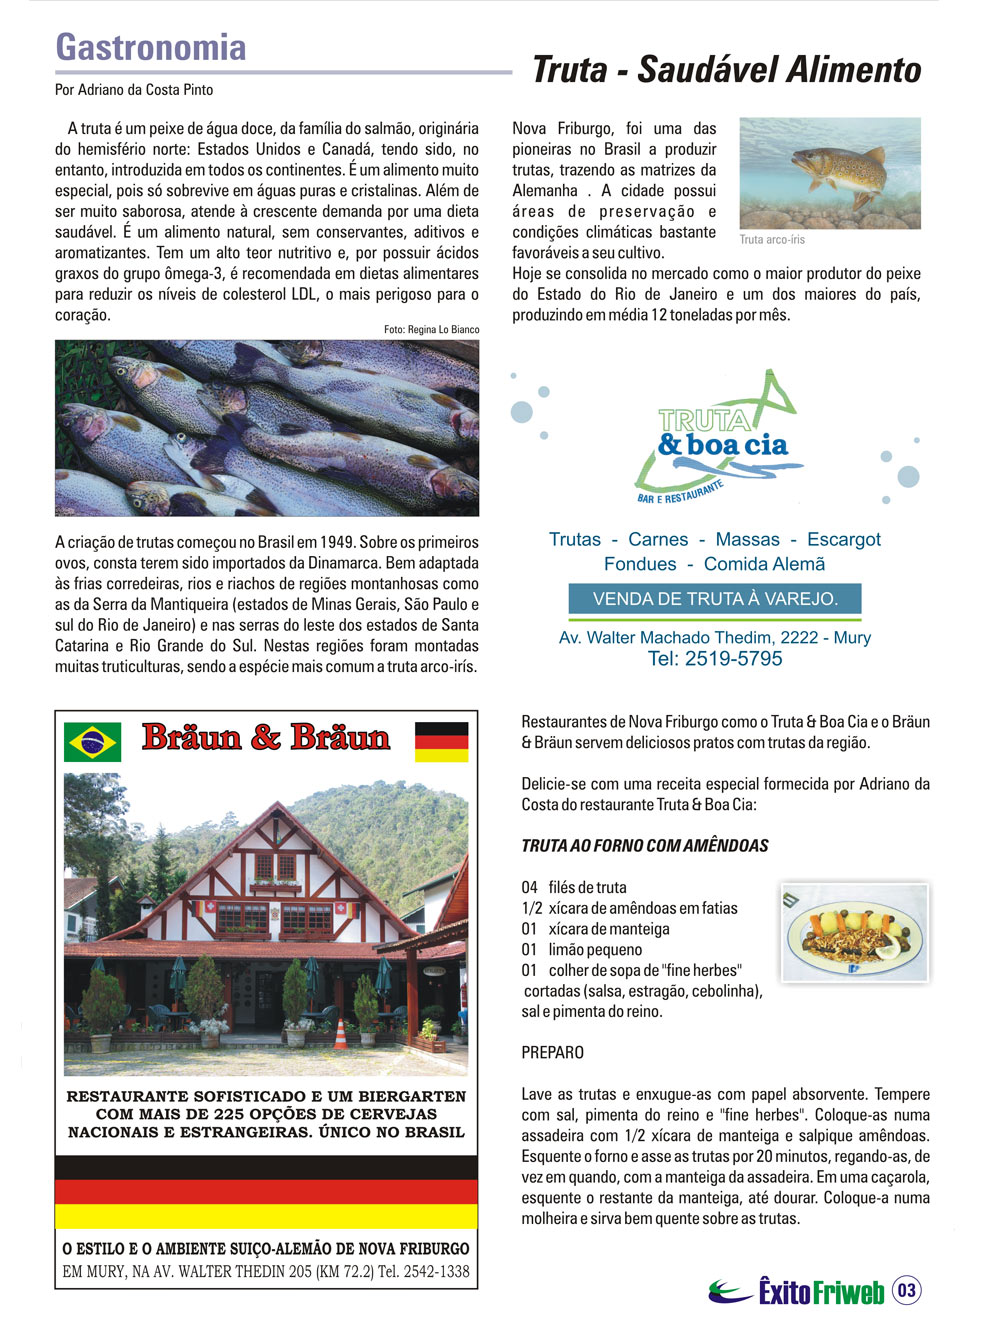 Gastronomia
Truta - Saudável Alimento
Por Adriano da Costa Pinto
A truta é um peixe de água doce, da família do salmão, originária
do hemisfério norte: Estados Unidos e Canadá, tendo sido, no
entanto, introduzida em todos os continentes. É um alimento muito
especial, pois só sobrevive em águas puras e cristalinas. Além de
ser muito saborosa, atende à crescente demanda por uma dieta
saudável. É um alimento natural, sem conservantes, aditivos e
aromatizantes. Tem um alto teor nutritivo e, por possuir ácidos
graxos do grupo ômega-3, é recomendada em dietas alimentares
para reduzir os níveis de colesterol LDL, o mais perigoso para o
coração.
Foto: Regina Lo Bianco
A criação de trutas começou no Brasil em 1949. Sobre os primeiros
ovos, consta terem sido importados da Dinamarca. Bem adaptada
às frias corredeiras, rios e riachos de regiões montanhosas como
as da Serra da Mantiqueira (estados de Minas Gerais, São Paulo e
sul do Rio de Janeiro) e nas serras do leste dos estados de Santa
Catarina e Rio Grande do Sul. Nestas regiões foram montadas
muitas truticulturas, sendo a espécie mais comum a truta arco-irís.
Nova Friburgo, foi uma das
pioneiras no Brasil a produzir
trutas, trazendo as matrizes da
Alemanha . A cidade possui
áreas de preservação e
condições climáticas bastante
favoráveis a seu cultivo.
Truta arco-íris
Hoje se consolida no mercado como o maior produtor do peixe
do Estado do Rio de Janeiro e um dos maiores do país,
produzindo em média 12 toneladas por mês.
TRUTA
& boa cia
BAR E RESTAURANTE
Trutas - Carnes - Massas - Escargot
Fondues - Comida Alemã
VENDA DE TRUTA À VAREJO.
Av. Walter Machado Thedim, 2222 - Mury
Tel: 2519-5795
Bräun & Bräun
RESTAURANTE SOFISTICADO E UM BIERGARTEN
COM MAIS DE 225 OPÇÕES DE CERVEJAS
NACIONAIS E ESTRANGEIRAS. ÚNICO NO BRASIL
O ESTILO E O AMBIENTE SUIÇO-ALEMÃO DE NOVA FRIBURGO
EM MURY, NA AV. WALTER THEDIN 205 (KM 72.2) Tel. 2542-1338
Restaurantes de Nova Friburgo como o Truta & Boa Cia e o Bräun
& Bräun servem deliciosos pratos com trutas da região.
Delicie-se com uma receita especial formecida por Adriano da
Costa do restaurante Truta & Boa Cia:
TRUTA AO FORNO COM AMÊNDOAS
04 filés de truta
1/2 xícara de amêndoas em fatias
01 xícara de manteiga
01 limão pequeno
01 colher de sopa de "fine herbes"
cortadas (salsa, estragão, cebolinha),
sal e pimenta do reino.
PREPARO
Lave as trutas e enxugue-as com papel absorvente. Tempere
com sal, pimenta do reino e "fine herbes". Coloque-as numa
assadeira com 1/2 xícara de manteiga e salpique amêndoas.
Esquente o forno e asse as trutas por 20 minutos, regando-as, de
vez em quando, com a manteiga da assadeira. Em uma caçarola,
esquente o restante da manteiga, até dourar. Coloque-a numa
molheira e sirva bem quente sobre as trutas.
ÊxitoFriweb 03